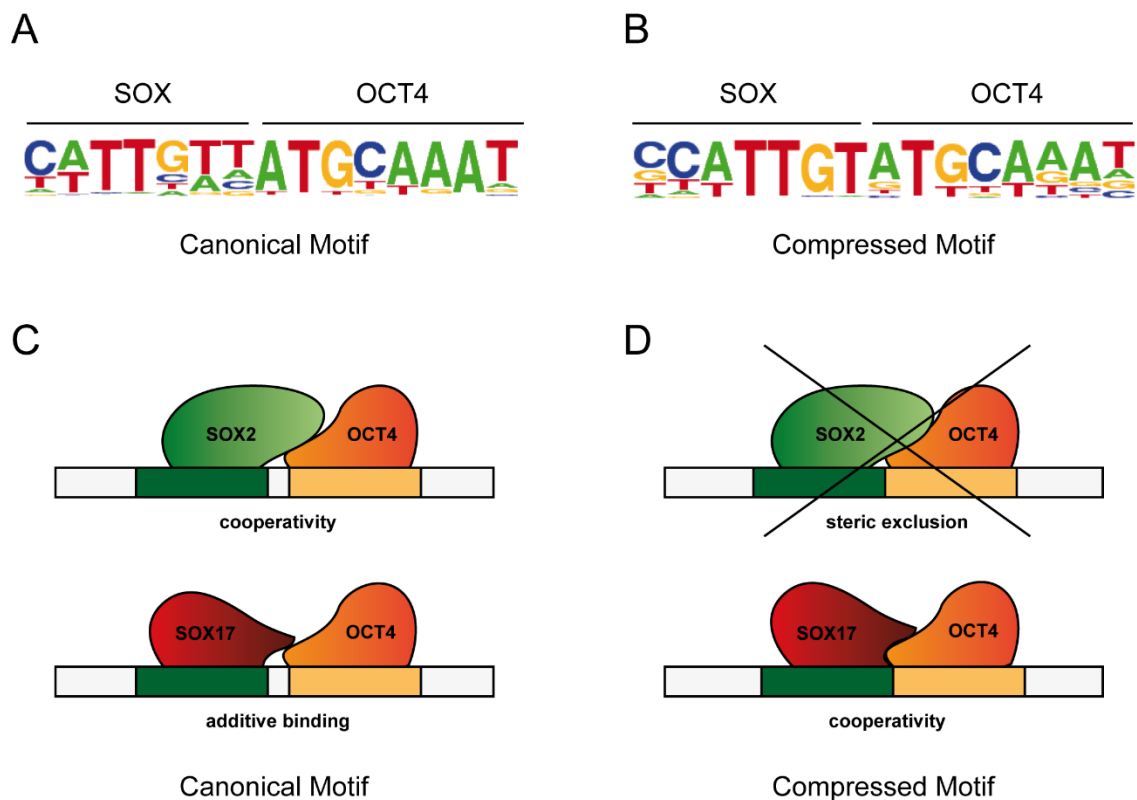 A
B
SOX OCT4
SOX OCT4
CATTGTTATGCAAAT
CCATTGTATGCAAAT
Canonical Motif
Compressed Motif
C
D
SOX2
OCT4
SOX2
OCT4
cooperativity
steric exclusion
SOX17
OCT4
SOX17
OCT4
additive binding
cooperativity
Canonical Motif
Compressed Motif